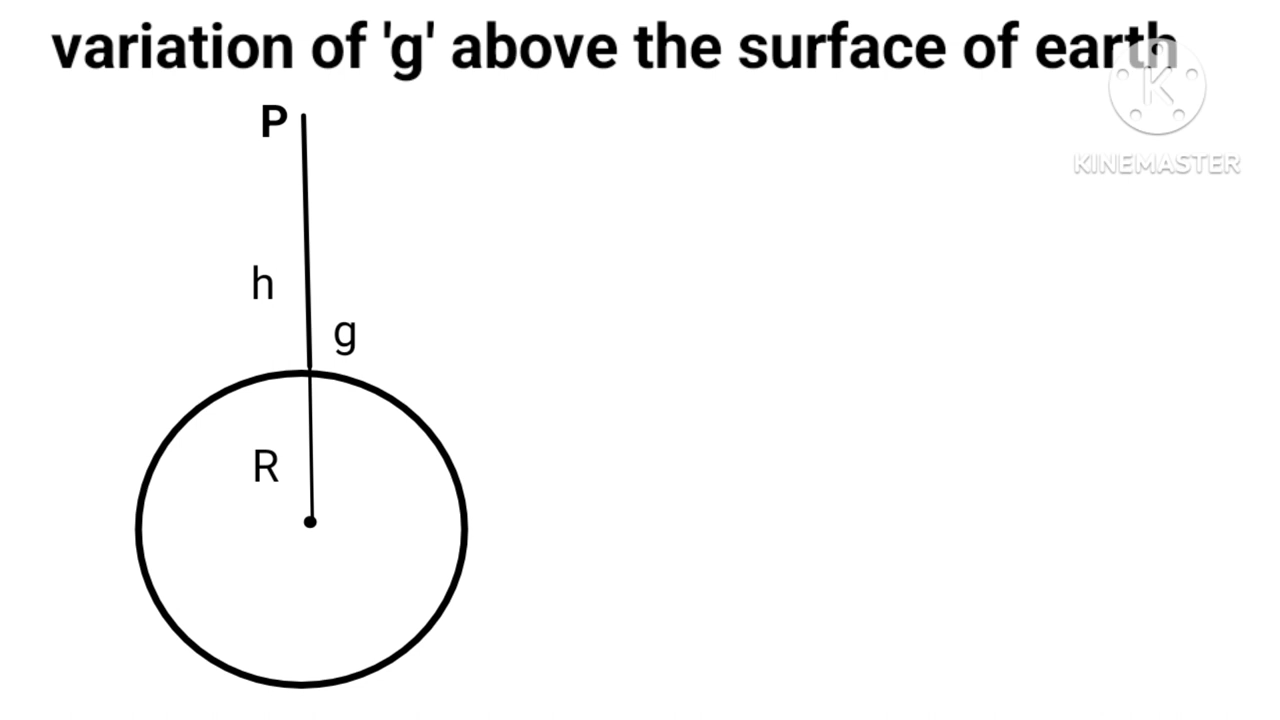 variation of 'g' above the surface of earth
K
KINEMASTER
P
h
g
R